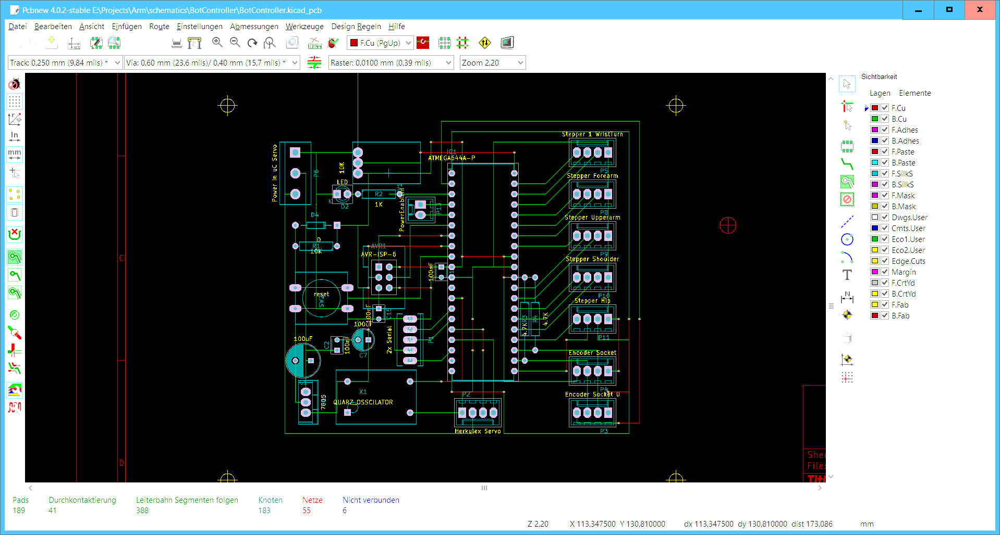 Pcbnew 4.0.2-stable E:\Projects\Arm\schematics\BotController\BotController.kicad_pcb
Datei Bearbeiten Ansicht Einfügen Route Einstellungen Abmessungen Werkzeuge Design Regeln Hilfe
NET F.Cu (PgUp)
Track: 0,250 mm (9,84 mils) * Via: 0,60 mm (23,6 mils)/ 0,40 mm (15,7 mils) * Raster: 0,0100 mm (0,39 mils) Zoom 2,20
In
mm
Sichtbarkeit
Lagen Elemente
F.Cu
B.Cu
F.Adhes
B.Adhes
F.Paste
B.Paste
F.SilkS
B.SilkS
F.Mask
B.Mask
Dwgs.User
Cmts.User
Eco1.User
Eco2.User
Edge.Cuts
Margin
F.CrtYd
B.CrtYd
F.Fab
B.Fab
T
N
C
D
Power In uC Servo
P6
10K
IC1
ATMEGA644A-P
LED
K
D2
R2
1K
PowerEnable
P13
D4
D
R1
10K
AVR1
AVR-ISP-6
100nF
reset
SW2
100nF
C15
100uF
C7
2x Serial
P1
100uF
C2
100nF
7805
X1
QUARZ OSSCILATOR
R3
4.7K
R4
4.7K
P2
Herkulex Servo
Stepper 1 WristTurn
P5
Stepper Forearm
P8
Stepper Upperarm
P9
Stepper Shoulder
P10
Stepper Hip
P11
Encoder Socket
P4
Encoder Socket U
P3
Shee
File:
Titl
Pads Durchkontaktierung Leiterbahn Segmenten folgen Knoten Netze Nicht verbunden
189 41 388 183 55 6
Z 2,20 X 113,347500 Y 130,810000 dx 113,347500 dy 130,810000 dist 173,086 mm